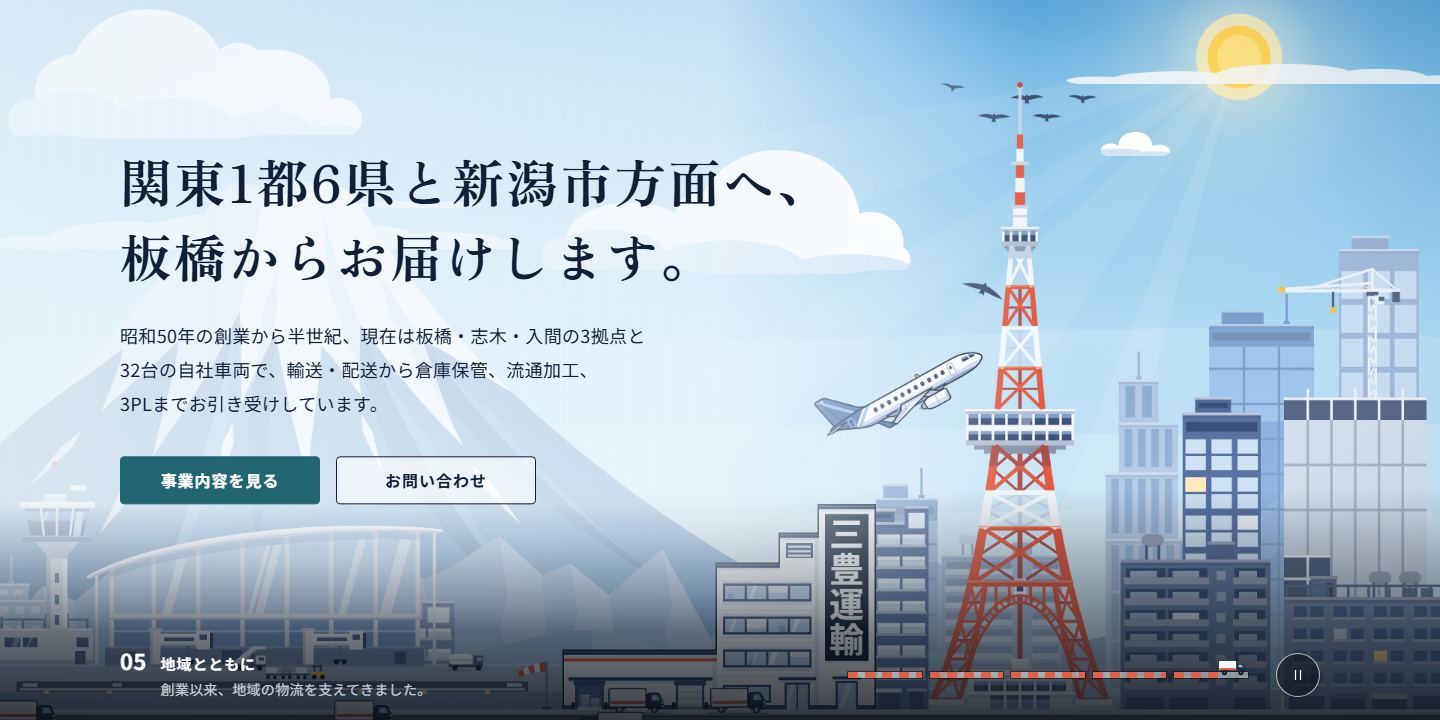 関東1都6県と新潟市方面へ、
板橋からお届けします。
昭和50年の創業から半世紀、現在は板橋・志木・入間の3拠点と
32台の自社車両で、輸送・配送から倉庫保管、流通加工、
3PLまでお引き受けしています。
事業内容を見る
お問い合わせ
三豊運輸
05 地域とともに
創業以来、地域の物流を支えてきました。